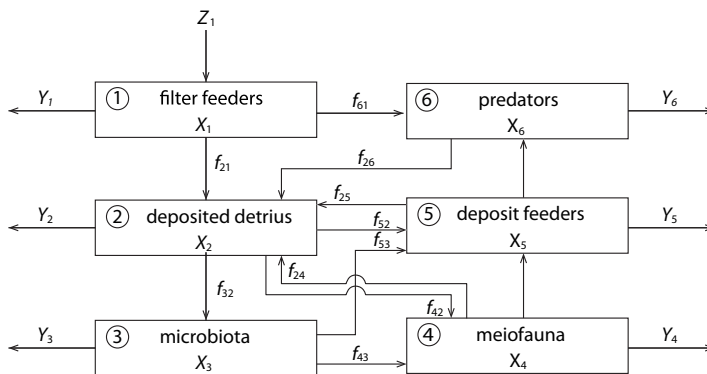 Z₁
Y₁
① filter feeders
X₁
f₆₁
⑥ predators
X₆
Y₆
f₂₁
f₂₆
Y₂
② deposited detrius
X₂
f₂₅
f₅₂
f₅₃
⑤ deposit feeders
X₅
Y₅
f₃₂
f₂₄
f₄₂
Y₃
③ microbiota
X₃
f₄₃
④ meiofauna
X₄
Y₄